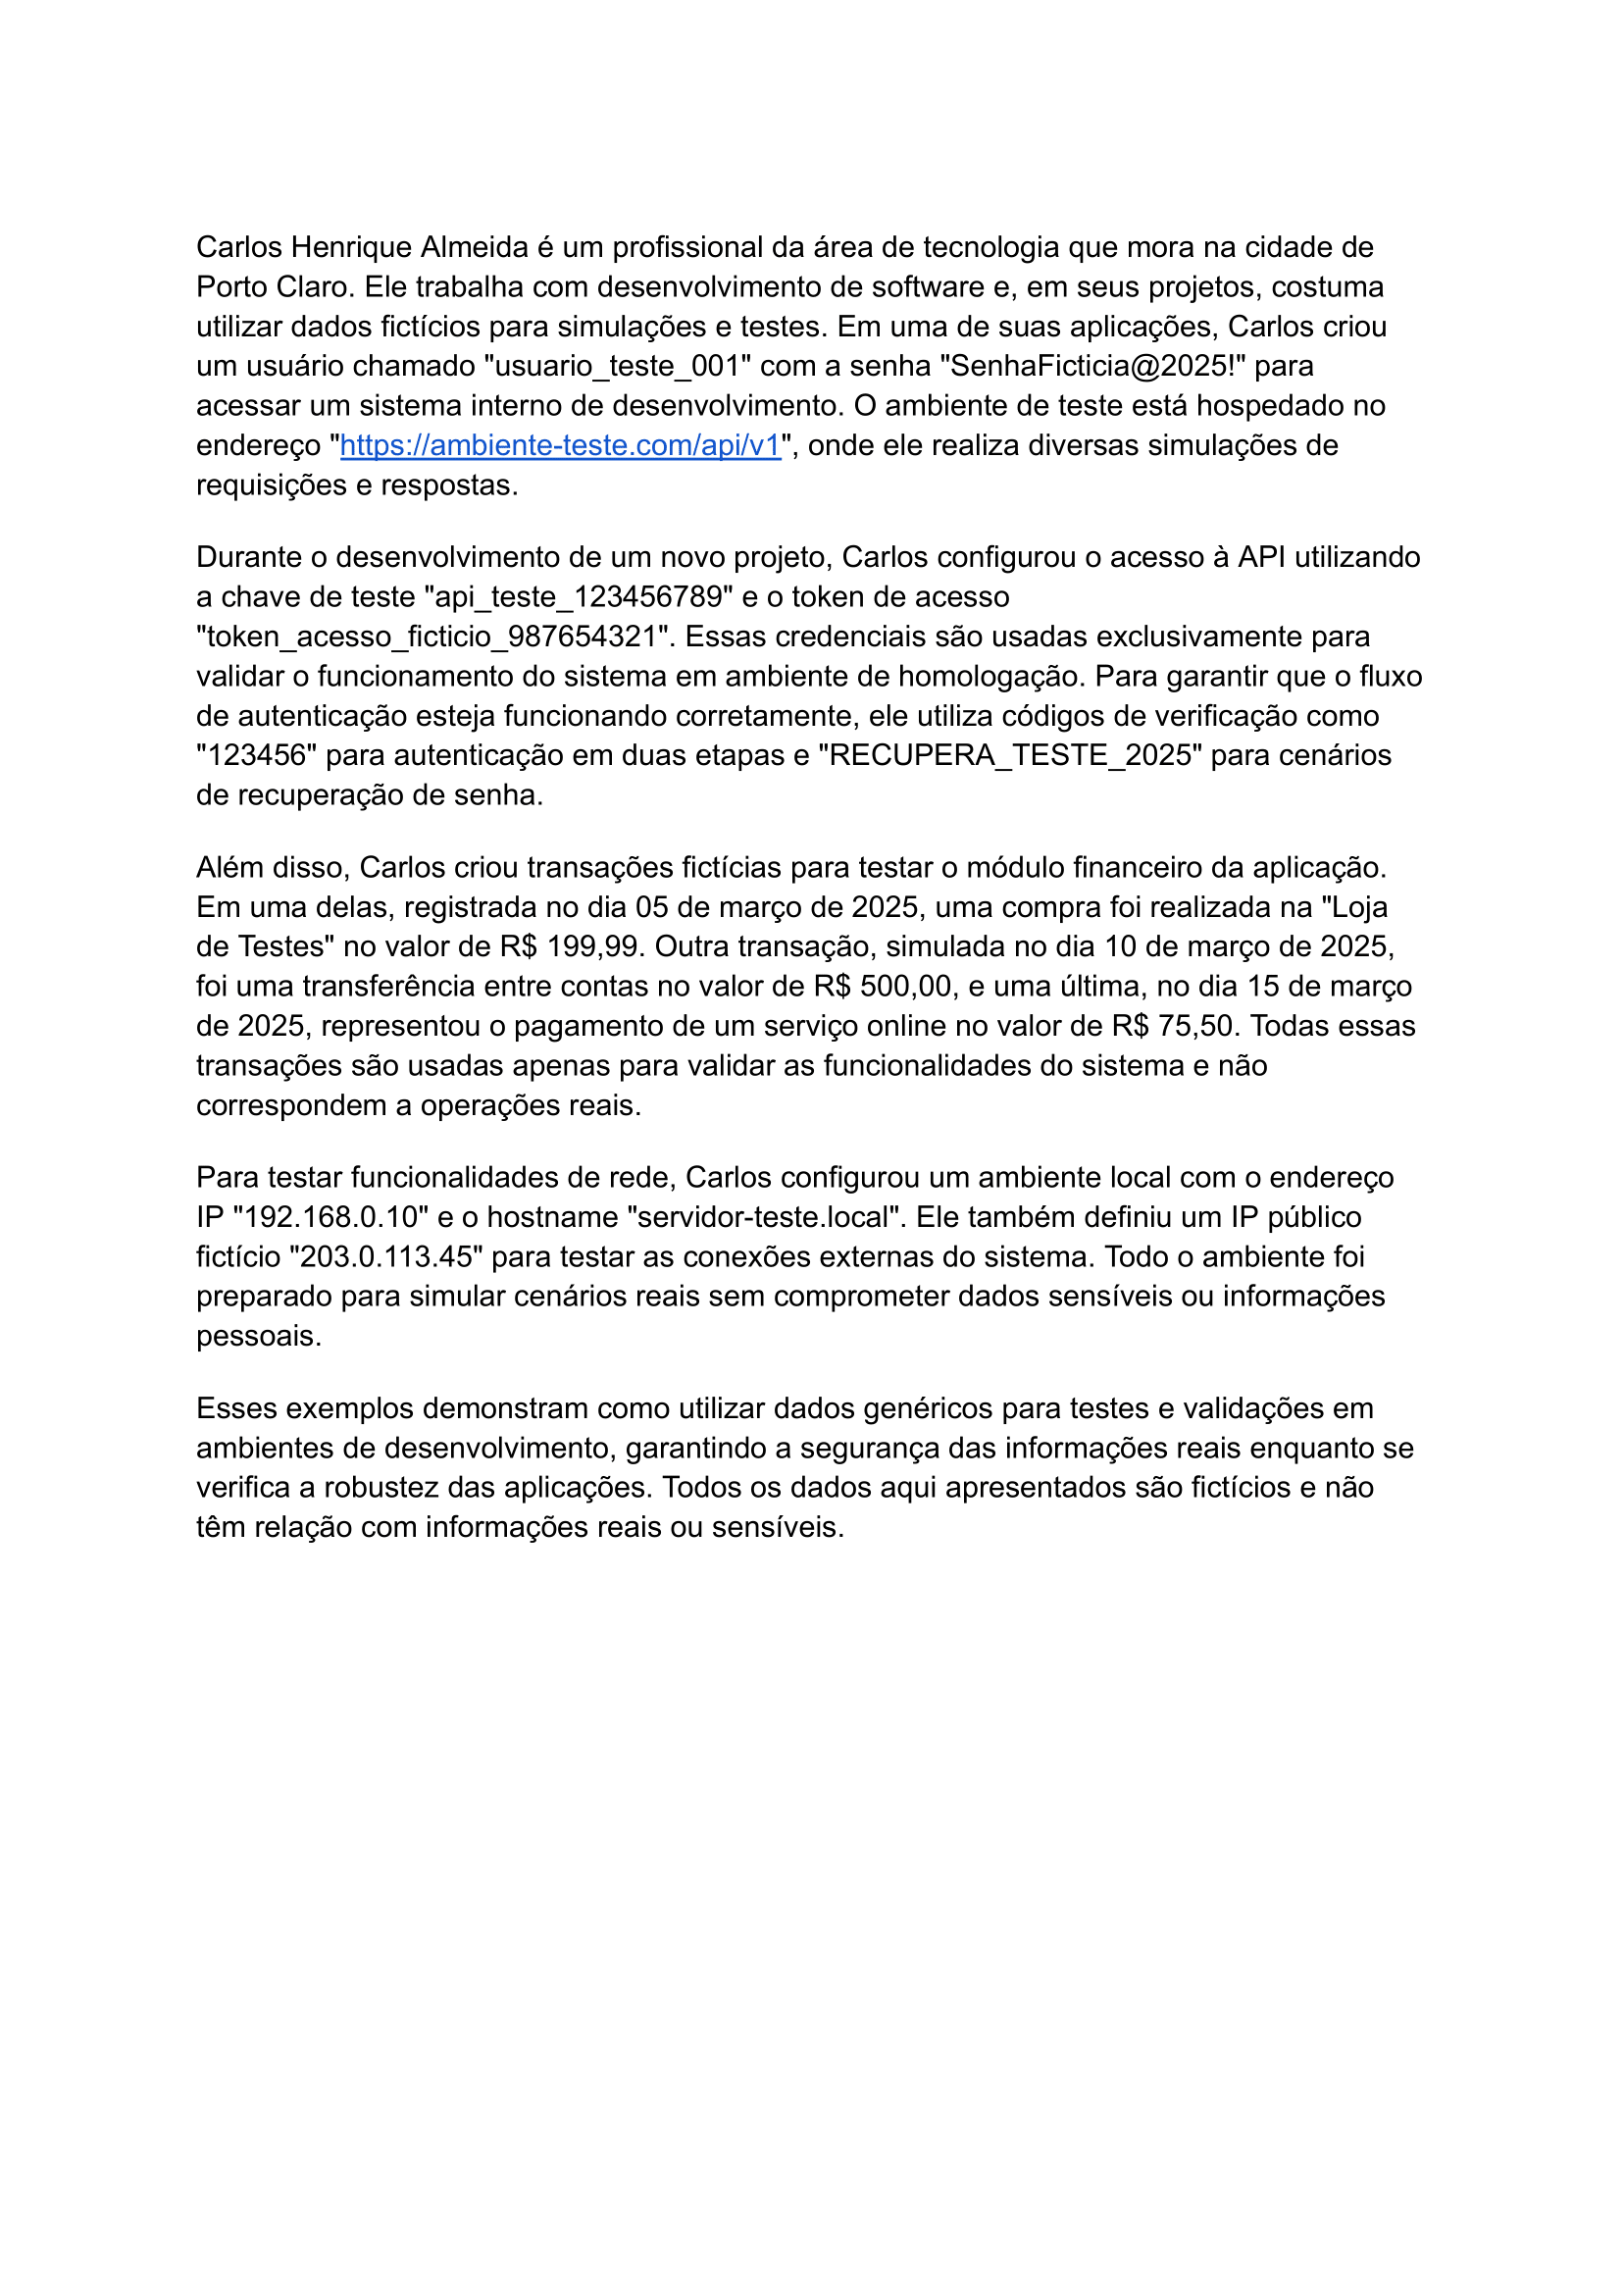 Carlos Henrique Almeida é um profissional da área de tecnologia que mora na cidade de
Porto Claro. Ele trabalha com desenvolvimento de software e, em seus projetos, costuma
utilizar dados fictícios para simulações e testes. Em uma de suas aplicações, Carlos criou
um usuário chamado "usuario_teste_001" com a senha "SenhaFicticia@2025!" para
acessar um sistema interno de desenvolvimento. O ambiente de teste está hospedado no
endereço "https://ambiente-teste.com/api/v1", onde ele realiza diversas simulações de
requisições e respostas.
Durante o desenvolvimento de um novo projeto, Carlos configurou o acesso à API utilizando
a chave de teste "api_teste_123456789" e o token de acesso
"token_acesso_ficticio_987654321". Essas credenciais são usadas exclusivamente para
validar o funcionamento do sistema em ambiente de homologação. Para garantir que o fluxo
de autenticação esteja funcionando corretamente, ele utiliza códigos de verificação como
"123456" para autenticação em duas etapas e "RECUPERA_TESTE_2025" para cenários
de recuperação de senha.
Além disso, Carlos criou transações fictícias para testar o módulo financeiro da aplicação.
Em uma delas, registrada no dia 05 de março de 2025, uma compra foi realizada na "Loja
de Testes" no valor de R$ 199,99. Outra transação, simulada no dia 10 de março de 2025,
foi uma transferência entre contas no valor de R$ 500,00, e uma última, no dia 15 de março
de 2025, representou o pagamento de um serviço online no valor de R$ 75,50. Todas essas
transações são usadas apenas para validar as funcionalidades do sistema e não
correspondem a operações reais.
Para testar funcionalidades de rede, Carlos configurou um ambiente local com o endereço
IP "192.168.0.10" e o hostname "servidor-teste.local". Ele também definiu um IP público
fictício "203.0.113.45" para testar as conexões externas do sistema. Todo o ambiente foi
preparado para simular cenários reais sem comprometer dados sensíveis ou informações
pessoais.
Esses exemplos demonstram como utilizar dados genéricos para testes e validações em
ambientes de desenvolvimento, garantindo a segurança das informações reais enquanto se
verifica a robustez das aplicações. Todos os dados aqui apresentados são fictícios e não
têm relação com informações reais ou sensíveis.